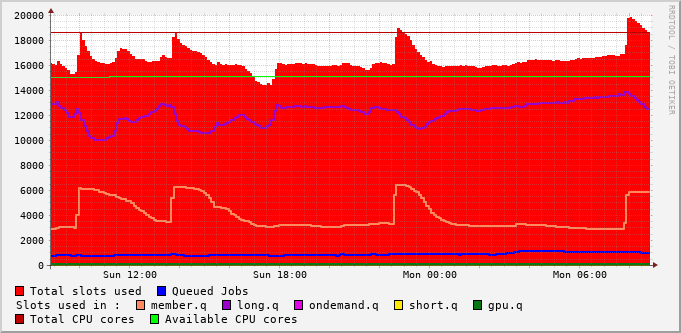 20000
18000
16000
14000
12000
10000
8000
6000
4000
2000
0
Sun 12:00 Sun 18:00 Mon 00:00 Mon 06:00
RRDTOOL / TOBI OETIKER
Total slots used Queued Jobs
Slots used in : member.q long.q ondemand.q short.q gpu.q
Total CPU cores Available CPU cores